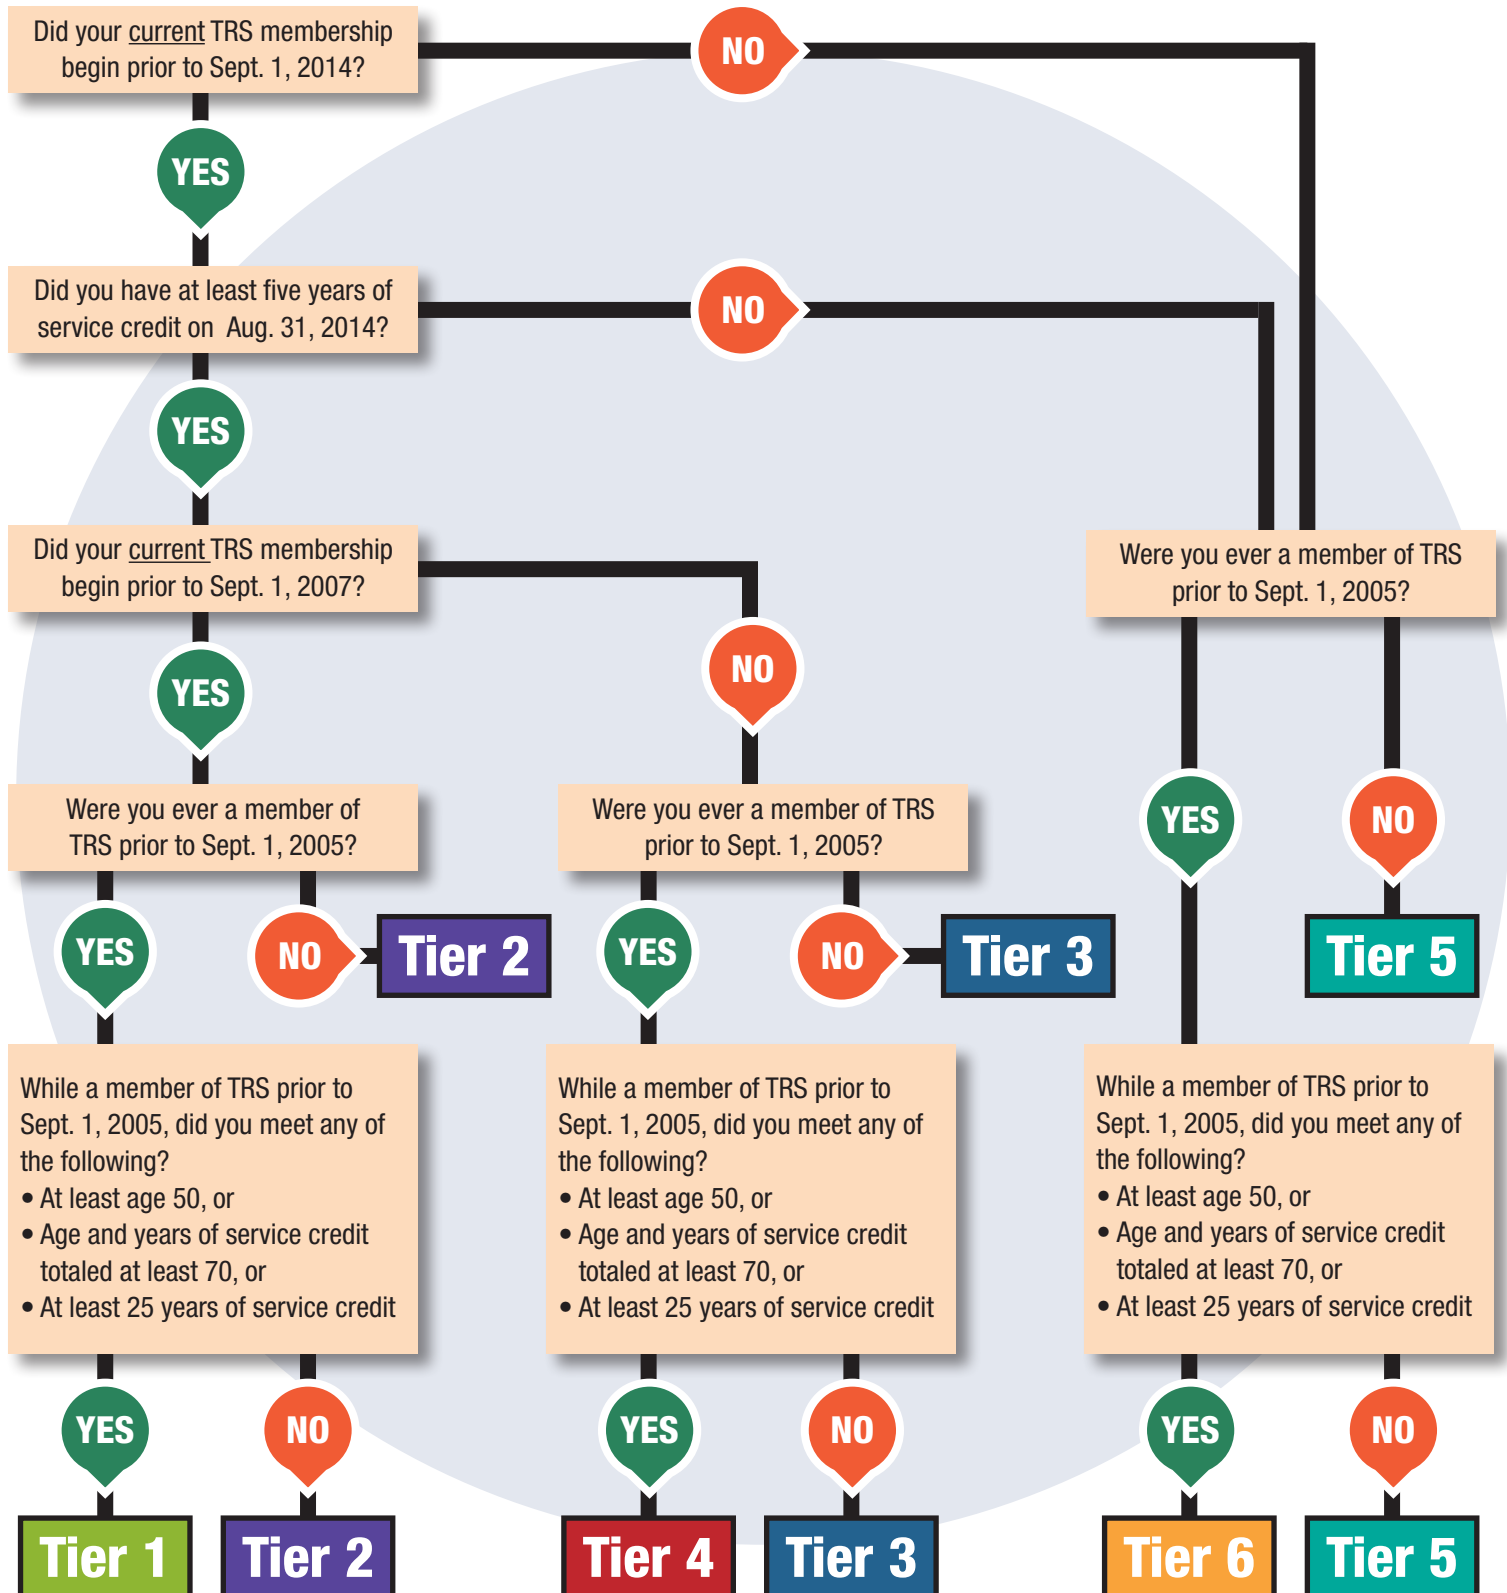 Did your current TRS membership
begin prior to Sept. 1, 2014?
NO
YES
Did you have at least five years of
service credit on Aug. 31, 2014?
NO
YES
Did your current TRS membership
begin prior to Sept. 1, 2007?
Were you ever a member of TRS
prior to Sept. 1, 2005?
YES
NO
Were you ever a member of
TRS prior to Sept. 1, 2005?
Were you ever a member of TRS
prior to Sept. 1, 2005?
YES
NO
YES
NO
Tier 2
YES
NO
Tier 3
Tier 5
While a member of TRS prior to
Sept. 1, 2005, did you meet any of
the following?
• At least age 50, or
• Age and years of service credit
totaled at least 70, or
• At least 25 years of service credit
While a member of TRS prior to
Sept. 1, 2005, did you meet any of
the following?
• At least age 50, or
• Age and years of service credit
totaled at least 70, or
• At least 25 years of service credit
While a member of TRS prior to
Sept. 1, 2005, did you meet any of
the following?
• At least age 50, or
• Age and years of service credit
totaled at least 70, or
• At least 25 years of service credit
YES
NO
YES
NO
YES
NO
Tier 1
Tier 2
Tier 4
Tier 3
Tier 6
Tier 5